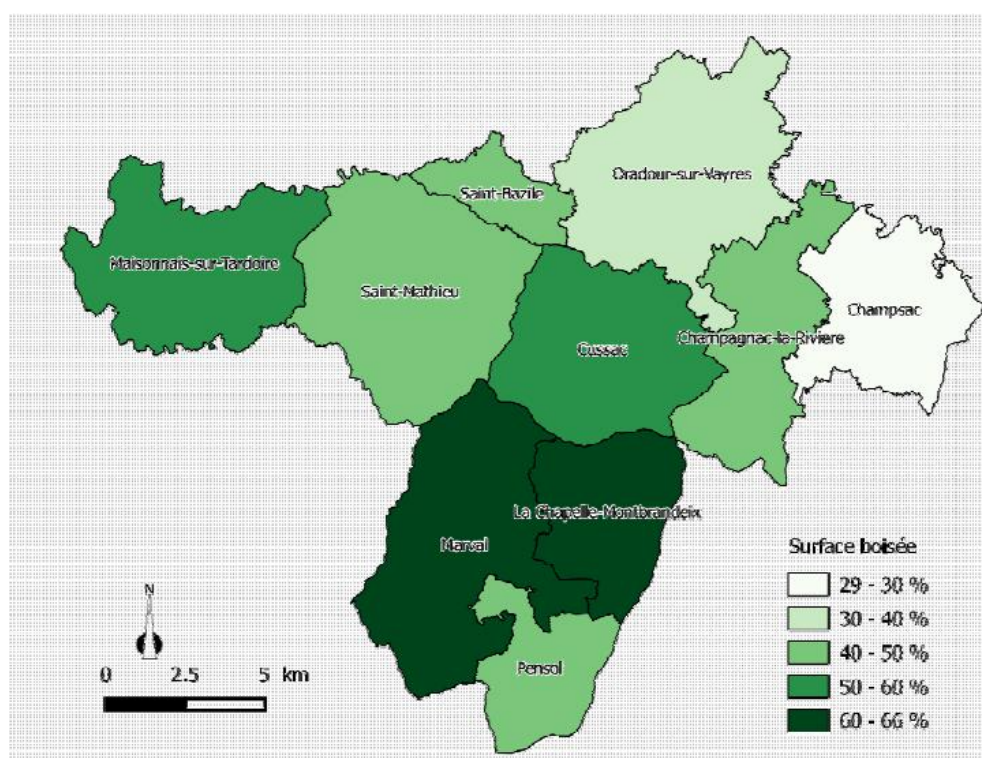 Oradour-sur-Vayres
Saint-Bazile
Maisonnais-sur-Tardoire
Saint-Mathieu
Champsac
Champagnac-la-Riviere
Cussac
La Chapelle-Montbrandeix
Marval
Pensol
Surface boisée
29 - 30 %
30 - 40 %
40 - 50 %
50 - 60 %
60 - 66 %
N
0 2.5 5 km